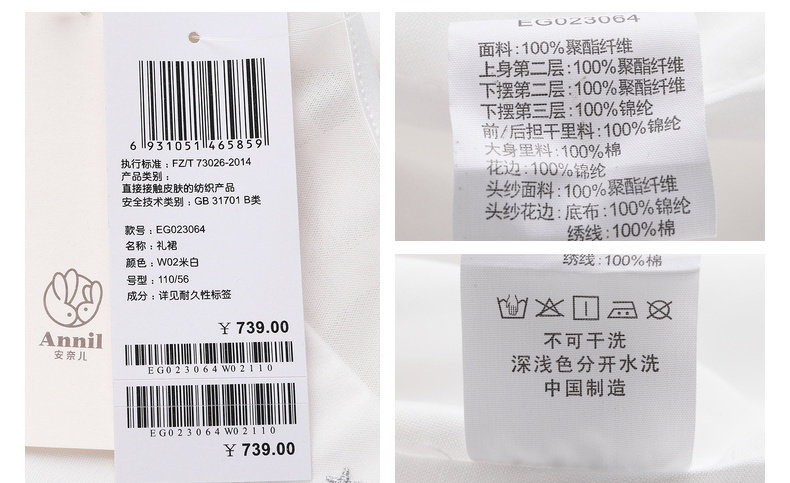 6 931051 465859
执行标准：FZ/T 73026-2014
产品类别：
直接接触皮肤的纺织产品
安全技术类别：GB 31701 B类
款号：EG023064
名称：礼裙
颜色：W02米白
号型：110/56
成分：详见耐久性标签
¥ 739.00
EG023064W02110
EG023064W02110
¥ 739.00
Annil
安奈儿
EG023064
面料：100%聚酯纤维
上身第二层：100%聚酯纤维
下摆第二层：100%聚酯纤维
下摆第三层：100%锦纶
前/后担干里料：100%锦纶
大身里料：100%棉
花边：100%锦纶
头纱面料：100%聚酯纤维
头纱花边：底布：100%锦纶
绣线：100%棉
绣线：100%棉
不可干洗
深浅色分开水洗
中国制造